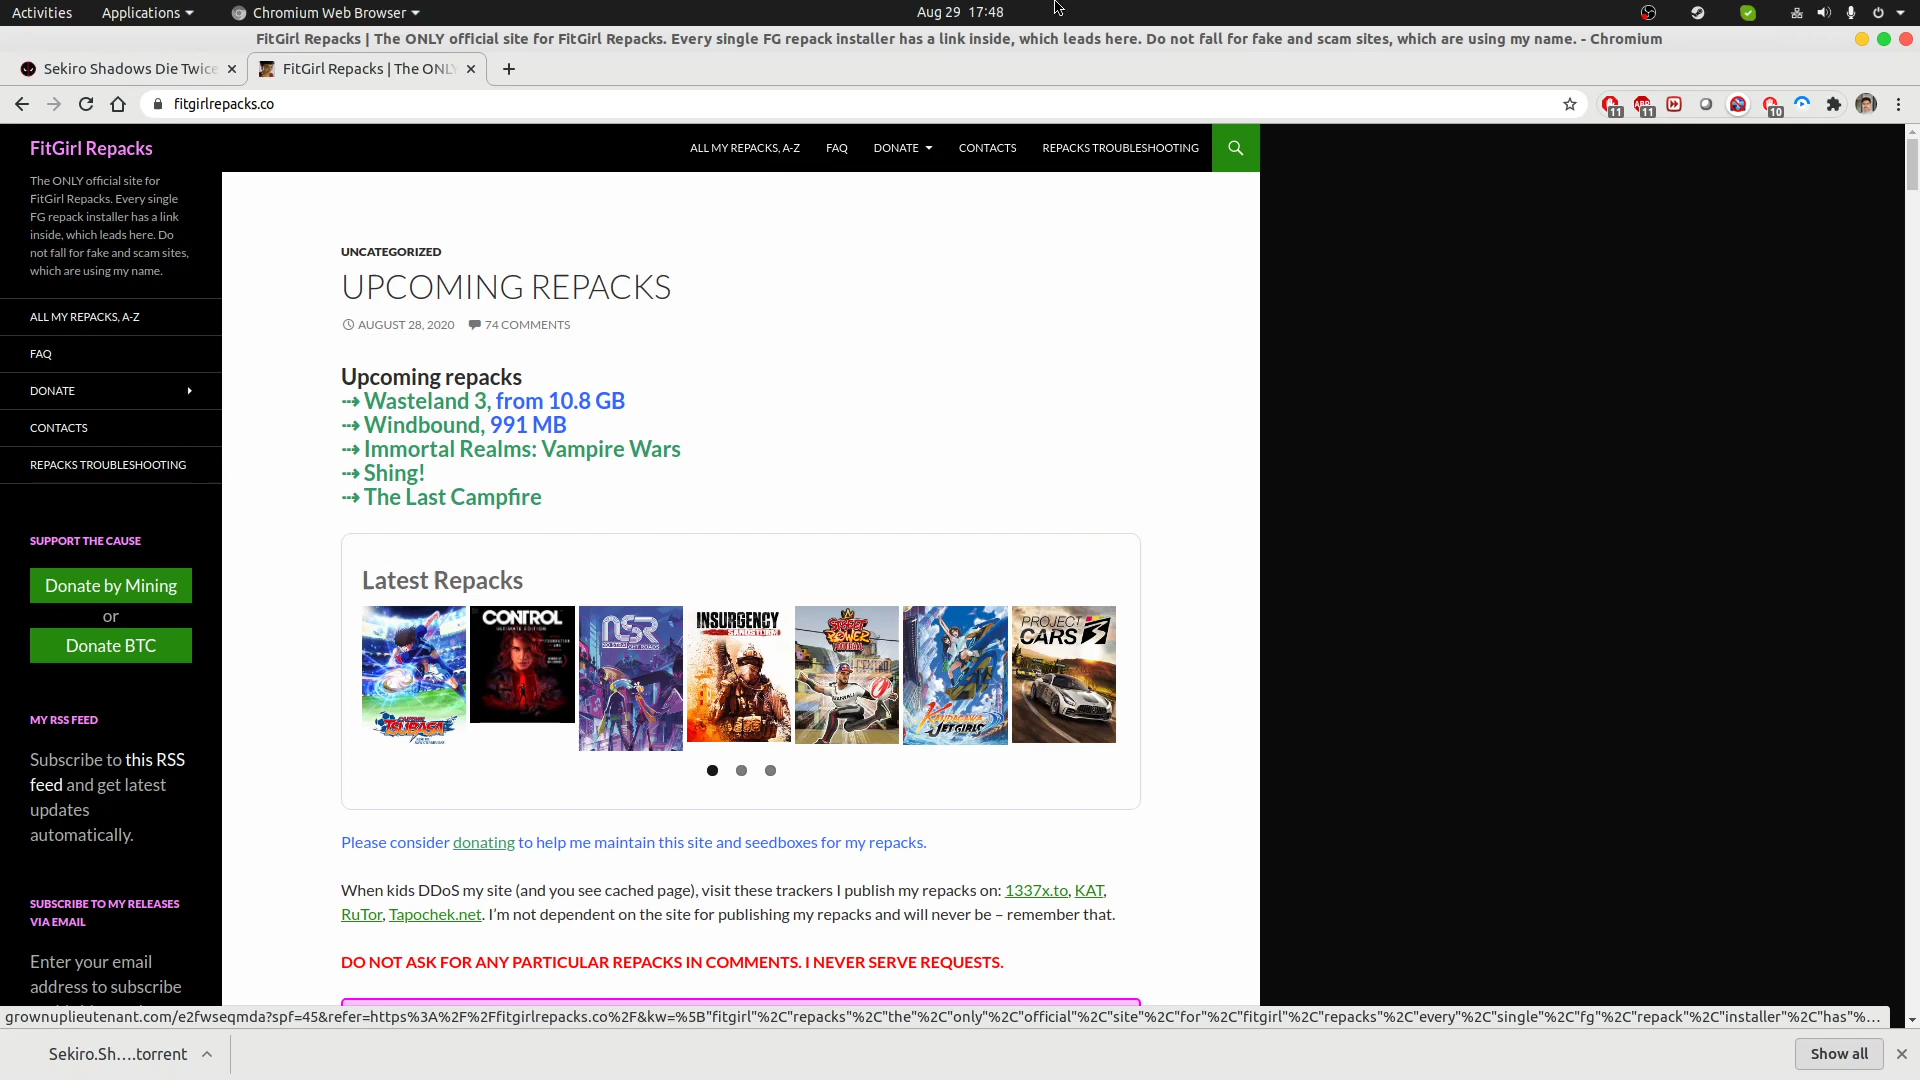 Activities
Applications
Chromium Web Browser
Aug 29 17:48
FitGirl Repacks | The ONLY official site for FitGirl Repacks. Every single FG repack installer has a link inside, which leads here. Do not fall for fake and scam sites, which are using my name. - Chromium
Sekiro Shadows Die Twice
FitGirl Repacks | The ONLY
fitgirlrepacks.co
11
11
10
FitGirl Repacks
ALL MY REPACKS, A-Z
FAQ
DONATE
CONTACTS
REPACKS TROUBLESHOOTING
The ONLY official site for
FitGirl Repacks. Every single
FG repack installer has a link
inside, which leads here. Do
not fall for fake and scam sites,
which are using my name.
ALL MY REPACKS, A-Z
FAQ
DONATE
CONTACTS
REPACKS TROUBLESHOOTING
SUPPORT THE CAUSE
Donate by Mining
or
Donate BTC
MY RSS FEED
Subscribe to this RSS
feed and get latest
updates
automatically.
SUBSCRIBE TO MY RELEASES
VIA EMAIL
Enter your email
address to subscribe
UNCATEGORIZED
UPCOMING REPACKS
AUGUST 28, 2020 74 COMMENTS
Upcoming repacks
⇢ Wasteland 3, from 10.8 GB
⇢ Windbound, 991 MB
⇢ Immortal Realms: Vampire Wars
⇢ Shing!
⇢ The Last Campfire
Latest Repacks
CAPTAIN
TSUBASA
CONTROL
ULTIMATE EDITION
NSR
INSURGENCY
SANDSTORM
STREET
POWER
FOOTBALL
KANDAGAWA
JETGIRLS
PROJECT
CARS 3
Please consider donating to help me maintain this site and seedboxes for my repacks.
When kids DDoS my site (and you see cached page), visit these trackers I publish my repacks on: 1337x.to, KAT,
RuTor, Tapochek.net. I'm not dependent on the site for publishing my repacks and will never be – remember that.
DO NOT ASK FOR ANY PARTICULAR REPACKS IN COMMENTS. I NEVER SERVE REQUESTS.
grownuplieutenant.com/e2fwseqmda?spf=45&refer=https%3A%2F%2Ffitgirlrepacks.co%2F&kw=%5B"fitgirl"%2C"repacks"%2C"the"%2C"only"%2C"official"%2C"site"%2C"for"%2C"fitgirl"%2C"repacks"%2C"every"%2C"single"%2C"fg"%2C"repack"%2C"installer"%2C"has"%...
Sekiro.Sh....torrent
Show all